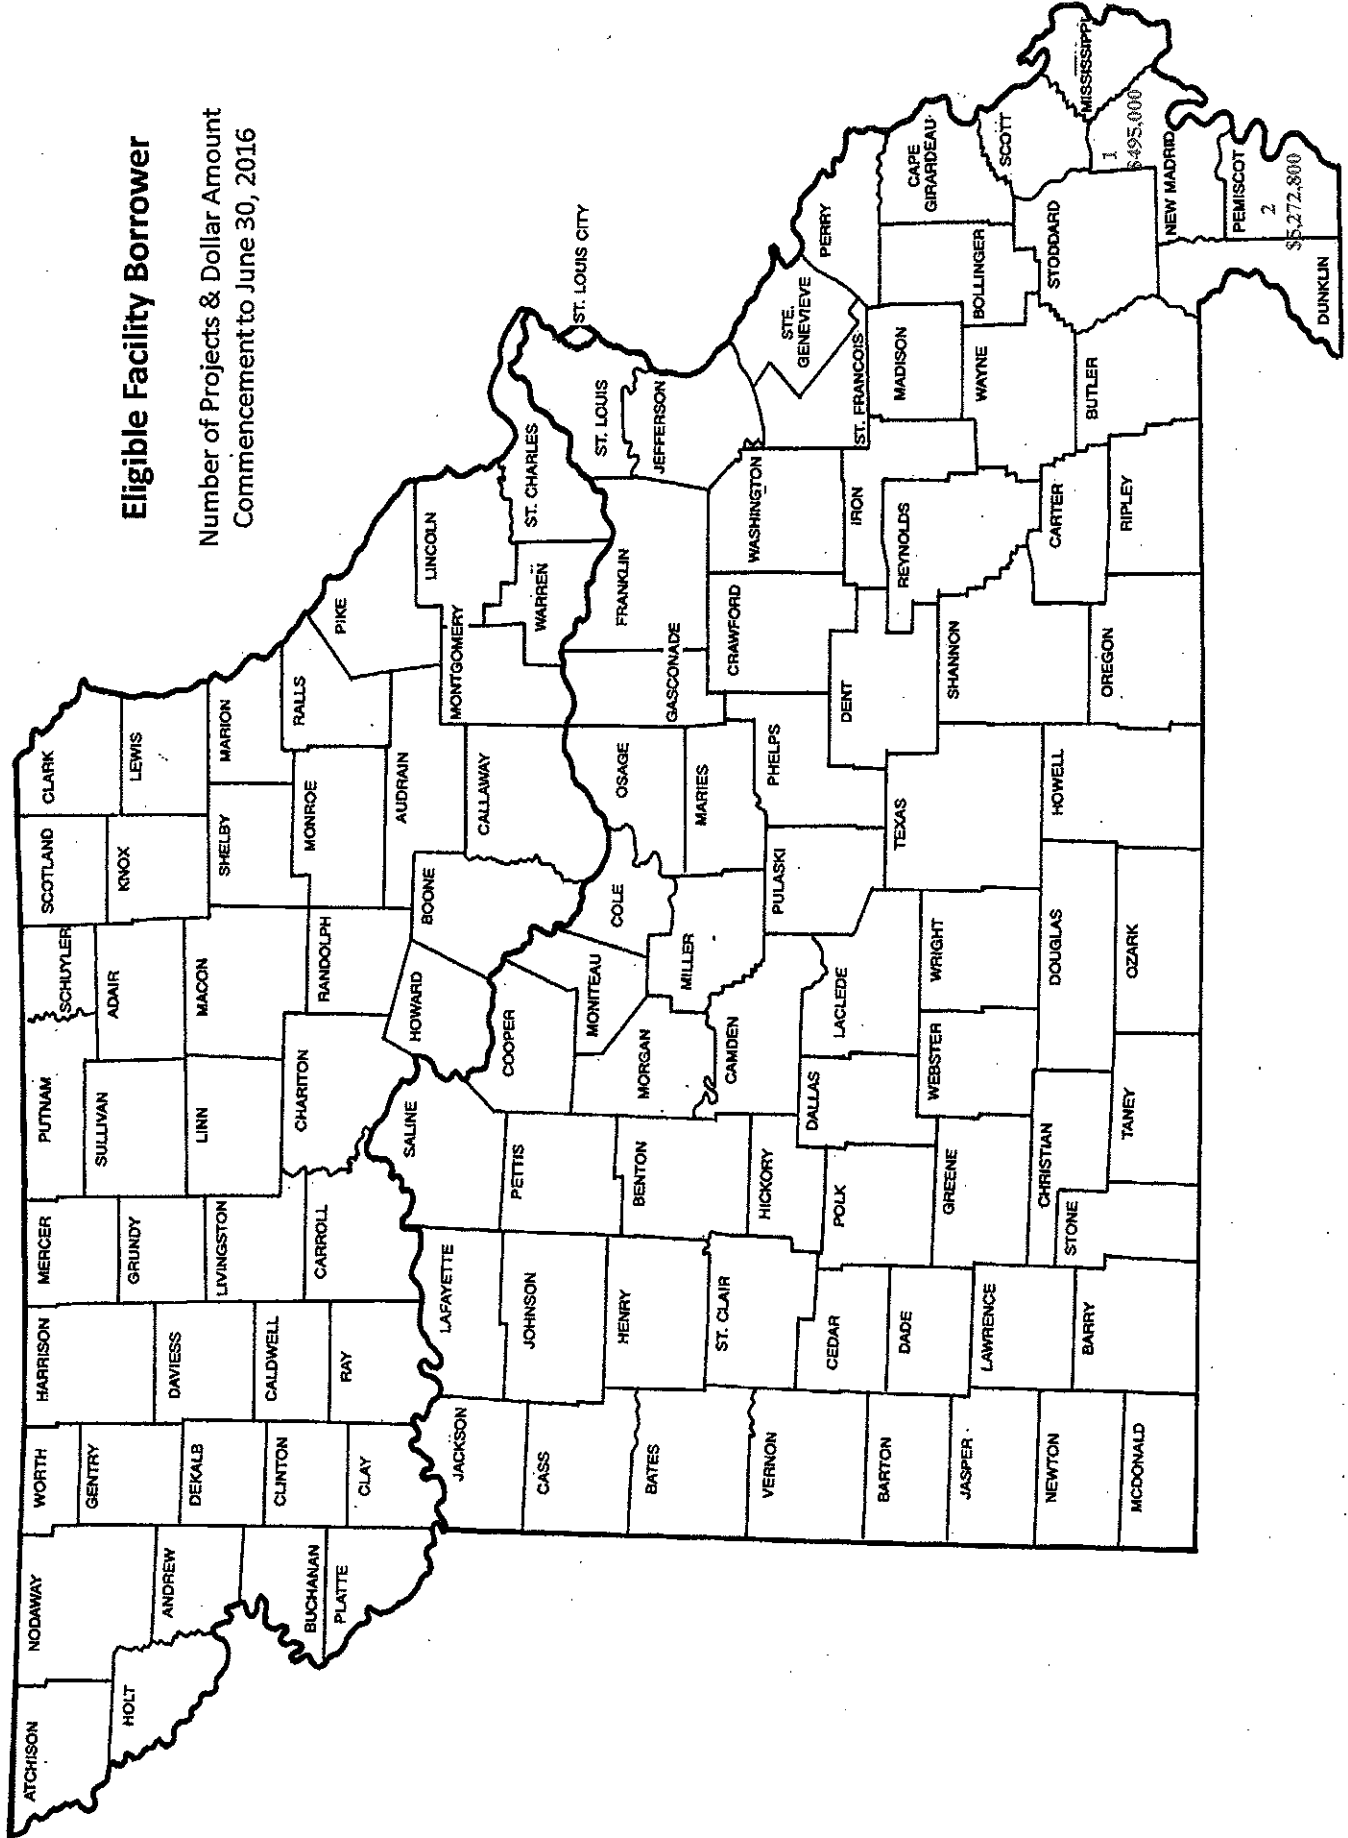 Eligible Facility Borrower
Number of Projects & Dollar Amount
Commencement to June 30, 2016
ATCHISON
NODAWAY
WORTH
HARRISON
MERCER
PUTNAM
SCHUYLER
SCOTLAND
CLARK
HOLT
ANDREW
GENTRY
DAVIESS
GRUNDY
SULLIVAN
ADAIR
KNOX
LEWIS
BUCHANAN
DEKALB
CALDWELL
LIVINGSTON
LINN
MACON
SHELBY
MARION
PLATTE
CLINTON
RAY
CARROLL
CHARITON
RANDOLPH
MONROE
RALLS
PIKE
CLAY
LAFAYETTE
SALINE
HOWARD
BOONE
AUDRAIN
MONTGOMERY
LINCOLN
JACKSON
JOHNSON
PETTIS
COOPER
CALLAWAY
WARREN
ST. CHARLES
ST. LOUIS CITY
CASS
HENRY
BENTON
MORGAN
MONITEAU
COLE
OSAGE
GASCONADE
FRANKLIN
ST. LOUIS
JEFFERSON
BATES
ST. CLAIR
HICKORY
CAMDEN
MILLER
MARIES
PHELPS
CRAWFORD
WASHINGTON
STE.
GENEVIEVE
PERRY
VERNON
CEDAR
POLK
DALLAS
LACLEDE
PULASKI
DENT
IRON
ST. FRANCOIS
BARTON
DADE
GREENE
WEBSTER
WRIGHT
TEXAS
SHANNON
REYNOLDS
MADISON
CAPE
GIRARDEAU
JASPER
LAWRENCE
CHRISTIAN
DOUGLAS
HOWELL
CARTER
WAYNE
BOLLINGER
SCOTT
NEWTON
BARRY
STONE
TANEY
OZARK
OREGON
RIPLEY
BUTLER
STODDARD
MISSISSIPPI
MCDONALD
1
$495,000
NEW MADRID
PEMISCOT
2
$5,272,800
DUNKLIN